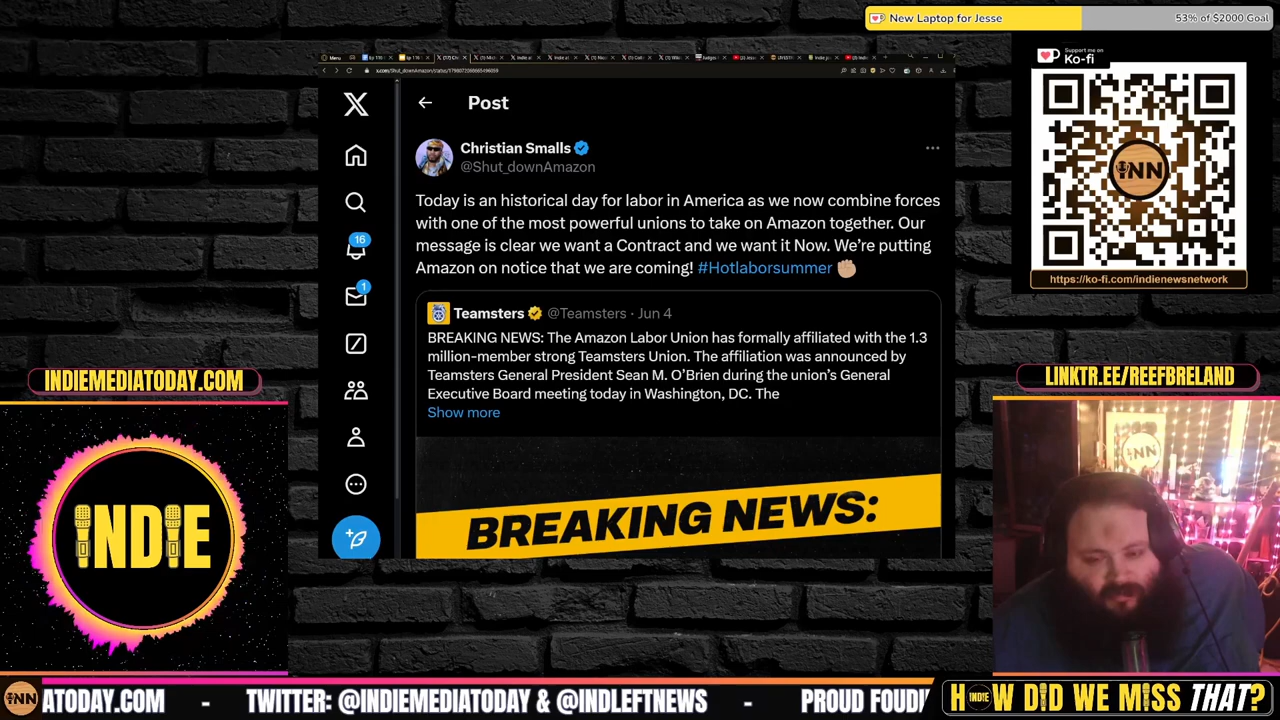 New Laptop for Jesse
53% of $2000 Goal
Support me on
Ko-fi
INN
https://ko-fi.com/indienewsnetwork
Post
Christian Smalls
@Shut_downAmazon
Today is an historical day for labor in America as we now combine forces
with one of the most powerful unions to take on Amazon together. Our
message is clear we want a Contract and we want it Now. We’re putting
Amazon on notice that we are coming! #Hotlaborsummer
16
1
Teamsters @Teamsters · Jun 4
BREAKING NEWS: The Amazon Labor Union has formally affiliated with the 1.3
million-member strong Teamsters Union. The affiliation was announced by
Teamsters General President Sean M. O’Brien during the union’s General
Executive Board meeting today in Washington, DC. The
Show more
BREAKING NEWS:
INDIEMEDIATODAY.COM
INDIE
LINKTR.EE/REEFBRELAND
INN
INN
ATODAY.COM - TWITTER: @INDIEMEDIATODAY & @INDLEFTNEWS - PROUD FOUDI
HOW DID WE MISS THAT?